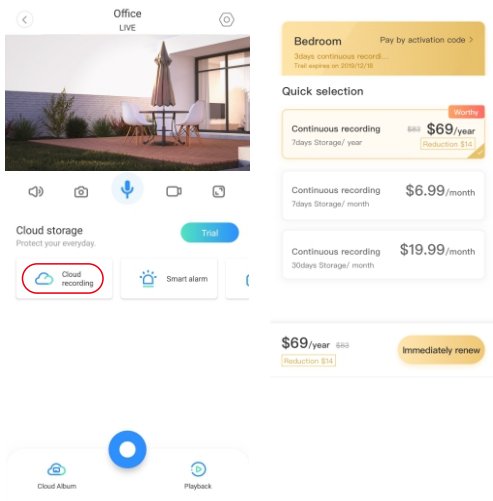 Office
LIVE
Cloud storage
Protect your everyday.
Trial
Cloud
recording
Smart alarm
Cloud Album
Playback
Bedroom
Pay by activation code >
3days continuous recordi...
Trail expires on 2019/12/18
Quick selection
Worthy
Continuous recording
$83 $69/year
7days Storage/ year
Reduction $14
Continuous recording
$6.99/month
7days Storage/ month
Continuous recording
$19.99/month
30days Storage/ month
$69/year $83
Reduction $14
Immediately renew